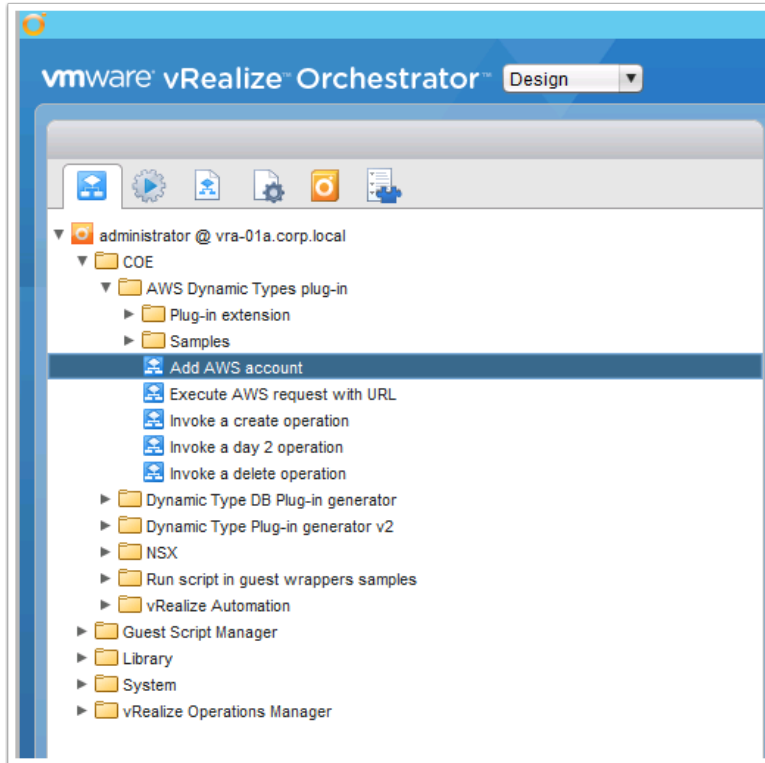 vmware® vRealize™ Orchestrator™ Design
administrator @ vra-01a.corp.local
COE
AWS Dynamic Types plug-in
Plug-in extension
Samples
Add AWS account
Execute AWS request with URL
Invoke a create operation
Invoke a day 2 operation
Invoke a delete operation
Dynamic Type DB Plug-in generator
Dynamic Type Plug-in generator v2
NSX
Run script in guest wrappers samples
vRealize Automation
Guest Script Manager
Library
System
vRealize Operations Manager